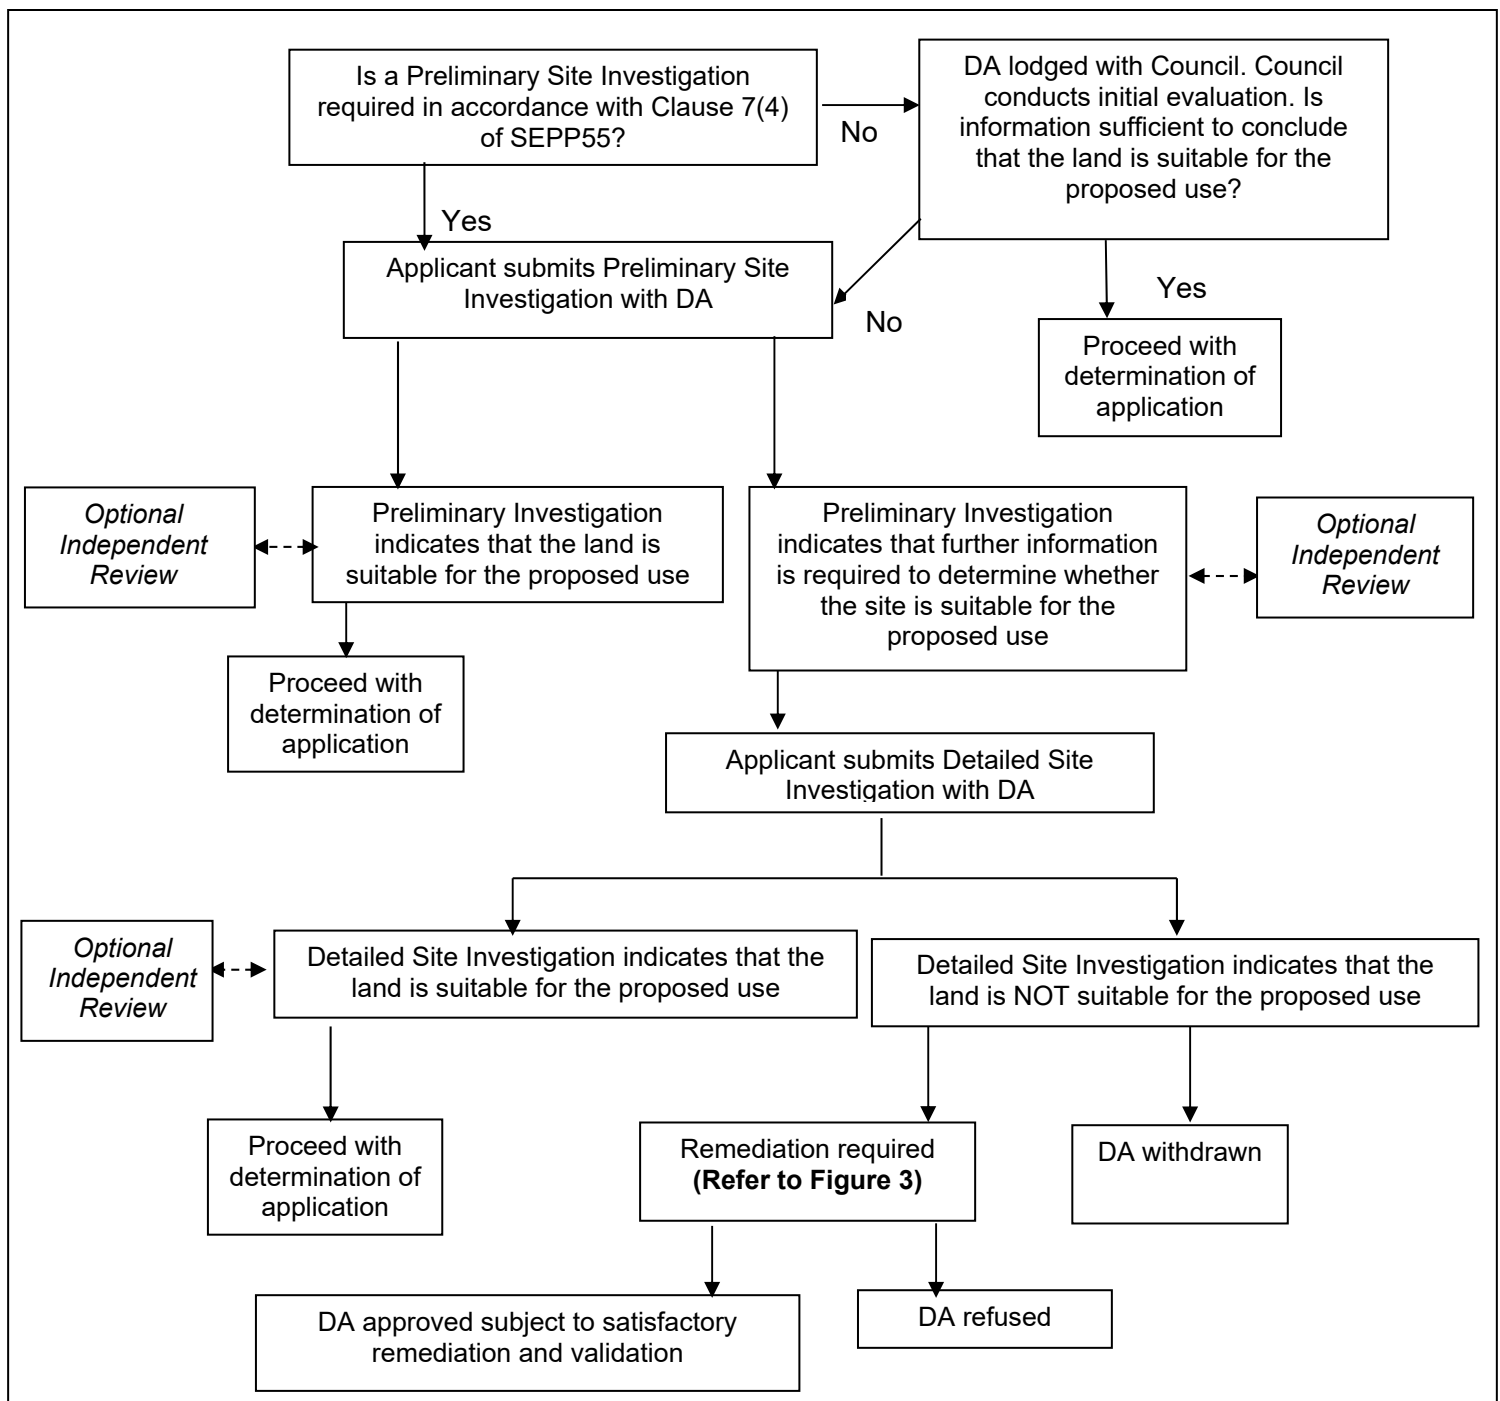 Is a Preliminary Site Investigation
required in accordance with Clause 7(4)
of SEPP55?
No
DA lodged with Council. Council
conducts initial evaluation. Is
information sufficient to conclude
that the land is suitable for the
proposed use?
Yes
Applicant submits Preliminary Site
Investigation with DA
No
Yes
Proceed with
determination of
application
Optional
Independent
Review
Preliminary Investigation
indicates that the land is
suitable for the proposed use
Preliminary Investigation
indicates that further information
is required to determine whether
the site is suitable for the
proposed use
Optional
Independent
Review
Proceed with
determination of
application
Applicant submits Detailed Site
Investigation with DA
Optional
Independent
Review
Detailed Site Investigation indicates that the
land is suitable for the proposed use
Detailed Site Investigation indicates that the
land is NOT suitable for the proposed use
Proceed with
determination of
application
Remediation required
(Refer to Figure 3)
DA withdrawn
DA approved subject to satisfactory
remediation and validation
DA refused